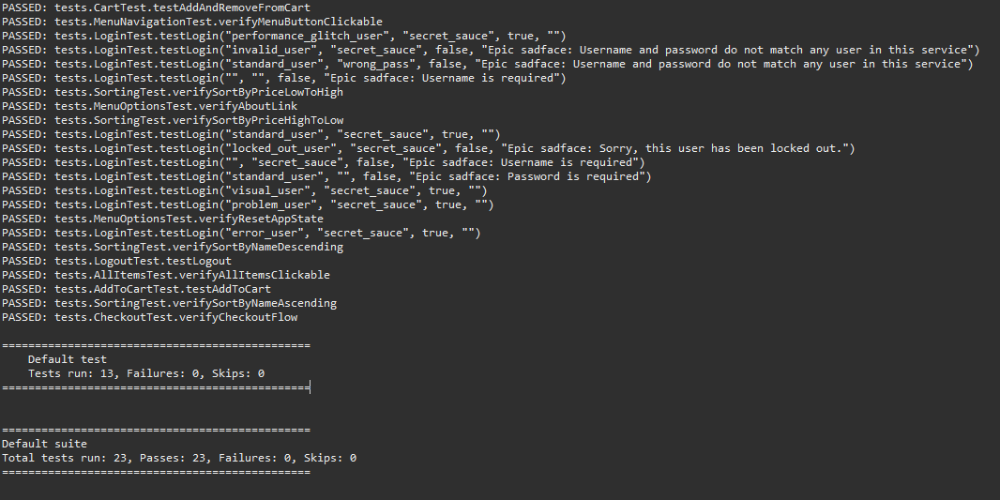 PASSED: tests.CartTest.testAddAndRemoveFromCart
PASSED: tests.MenuNavigationTest.verifyMenuButtonClickable
PASSED: tests.LoginTest.testLogin("performance_glitch_user", "secret_sauce", true, "")
PASSED: tests.LoginTest.testLogin("invalid_user", "secret_sauce", false, "Epic sadface: Username and password do not match any user in this service")
PASSED: tests.LoginTest.testLogin("standard_user", "wrong_pass", false, "Epic sadface: Username and password do not match any user in this service")
PASSED: tests.LoginTest.testLogin("", "", false, "Epic sadface: Username is required")
PASSED: tests.SortingTest.verifySortByPriceLowToHigh
PASSED: tests.MenuOptionsTest.verifyAboutLink
PASSED: tests.SortingTest.verifySortByPriceHighToLow
PASSED: tests.LoginTest.testLogin("standard_user", "secret_sauce", true, "")
PASSED: tests.LoginTest.testLogin("locked_out_user", "secret_sauce", false, "Epic sadface: Sorry, this user has been locked out.")
PASSED: tests.LoginTest.testLogin("", "secret_sauce", false, "Epic sadface: Username is required")
PASSED: tests.LoginTest.testLogin("standard_user", "", false, "Epic sadface: Password is required")
PASSED: tests.LoginTest.testLogin("visual_user", "secret_sauce", true, "")
PASSED: tests.LoginTest.testLogin("problem_user", "secret_sauce", true, "")
PASSED: tests.MenuOptionsTest.verifyResetAppState
PASSED: tests.LoginTest.testLogin("error_user", "secret_sauce", true, "")
PASSED: tests.SortingTest.verifySortByNameDescending
PASSED: tests.LogoutTest.testLogout
PASSED: tests.AllItemsTest.verifyAllItemsClickable
PASSED: tests.AddToCartTest.testAddToCart
PASSED: tests.SortingTest.verifySortByNameAscending
PASSED: tests.CheckoutTest.verifyCheckoutFlow
===============================================
Default test
Tests run: 13, Failures: 0, Skips: 0
===============================================
===============================================
Default suite
Total tests run: 23, Passes: 23, Failures: 0, Skips: 0
===============================================